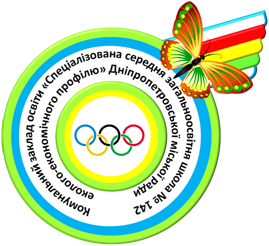 Комунальний заклад освіти «Спеціалізована середня загальноосвітня школа № 142
еколого-економічного профілю» Дніпропетровської міської ради